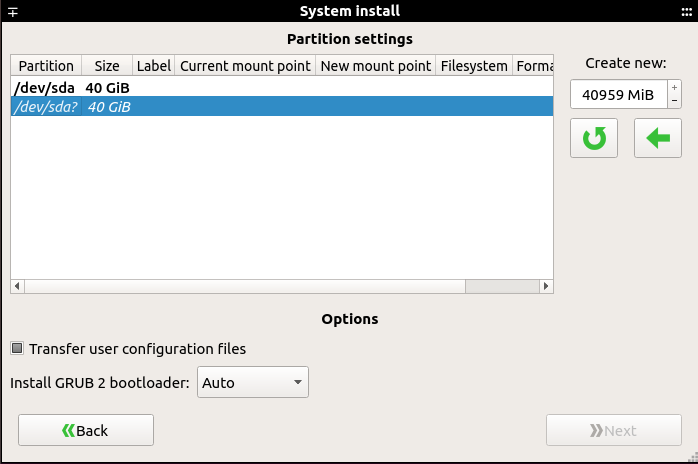 System install
Partition settings
Partition Size Label Current mount point New mount point Filesystem Forma
/dev/sda 40 GiB
/dev/sda? 40 GiB
Create new:
40959 MiB
Options
Transfer user configuration files
Install GRUB 2 bootloader: Auto
Back
Next